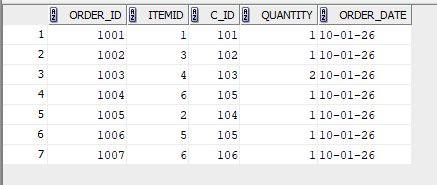 ORDER_ID ITEMID C_ID QUANTITY ORDER_DATE
1 1001 1 101 1 10-01-26
2 1002 3 102 1 10-01-26
3 1003 4 103 2 10-01-26
4 1004 6 105 1 10-01-26
5 1005 2 104 1 10-01-26
6 1006 5 105 1 10-01-26
7 1007 6 106 1 10-01-26